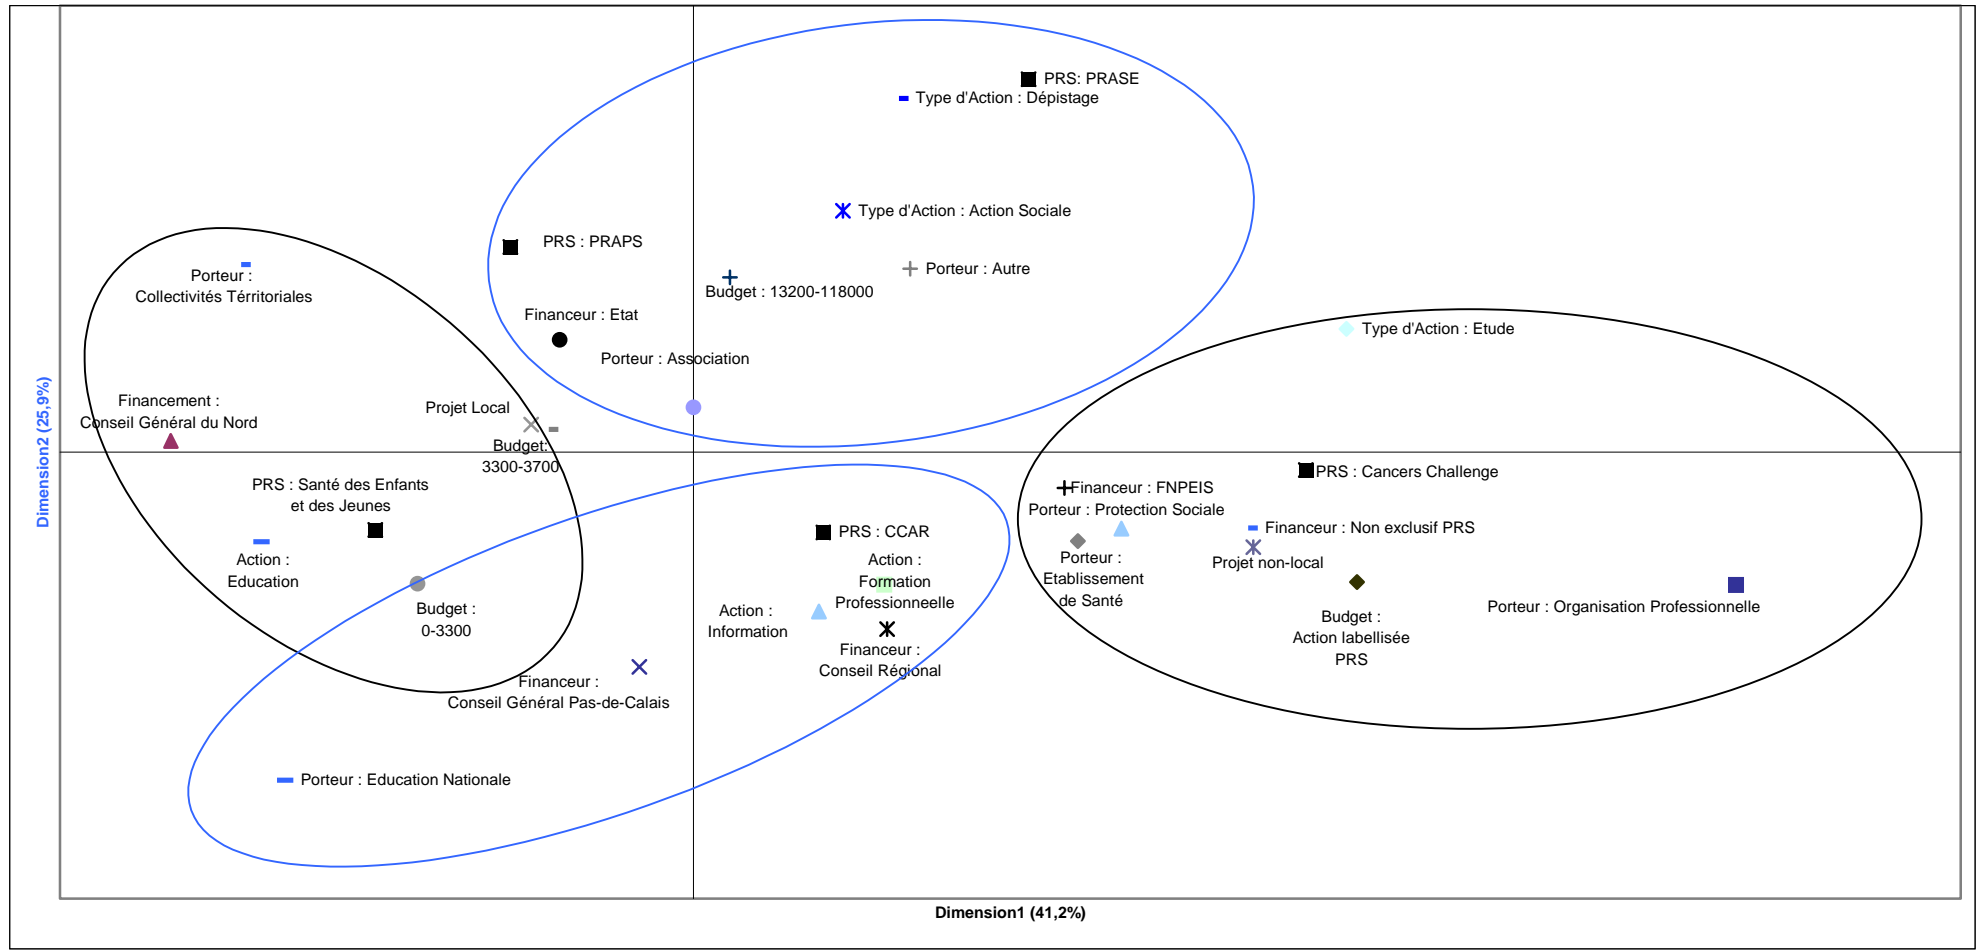 PRS: PRASE
Type d'Action : Dépistage
Type d'Action : Action Sociale
PRS : PRAPS
Porteur : Autre
Porteur :
Collectivités Térritoriales
Budget : 13200-118000
Financeur : Etat
Type d'Action : Etude
Porteur : Association
Financement :
Conseil Général du Nord
Projet Local
Budget:
3300-3700
PRS : Cancers Challenge
PRS : Santé des Enfants
et des Jeunes
Financeur : FNPEIS
Porteur : Protection Sociale
Financeur : Non exclusif PRS
PRS : CCAR
Action :
Education
Action :
Formation
Professionneelle
Porteur :
Etablissement
de Santé
Projet non-local
Budget :
0-3300
Action :
Information
Porteur : Organisation Professionnelle
Budget :
Action labellisée
PRS
Financeur :
Conseil Régional
Financeur :
Conseil Général Pas-de-Calais
Porteur : Education Nationale
Dimension2 (25,9%)
Dimension1 (41,2%)